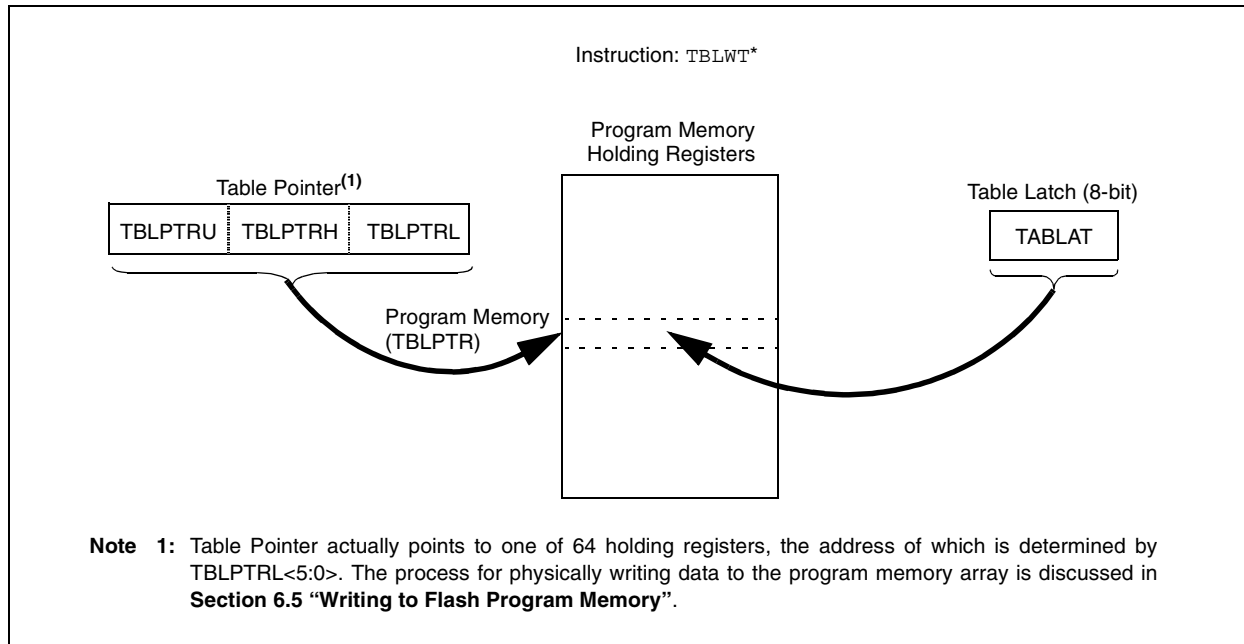 Instruction: TBLWT*
Program Memory
Holding Registers
Table Pointer(1)
Table Latch (8-bit)
TBLPTRU TBLPTRH TBLPTRL
TABLAT
Program Memory
(TBLPTR)
Note 1: Table Pointer actually points to one of 64 holding registers, the address of which is determined by
TBLPTRL<5:0>. The process for physically writing data to the program memory array is discussed in
Section 6.5 “Writing to Flash Program Memory”.